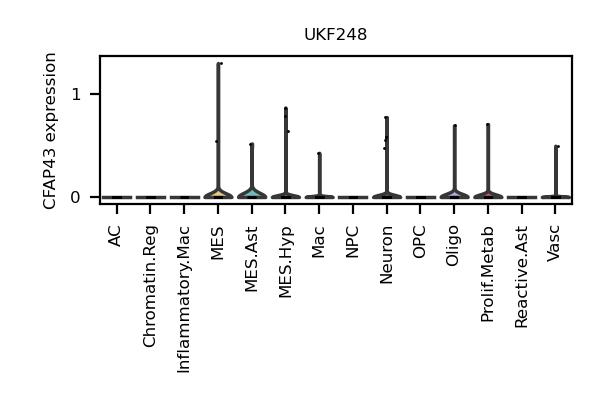 UKF248
CFAP43 expression
1
0
AC
Chromatin.Reg
Inflammatory.Mac
MES
MES.Ast
MES.Hyp
Mac
NPC
Neuron
OPC
Oligo
Prolif.Metab
Reactive.Ast
Vasc